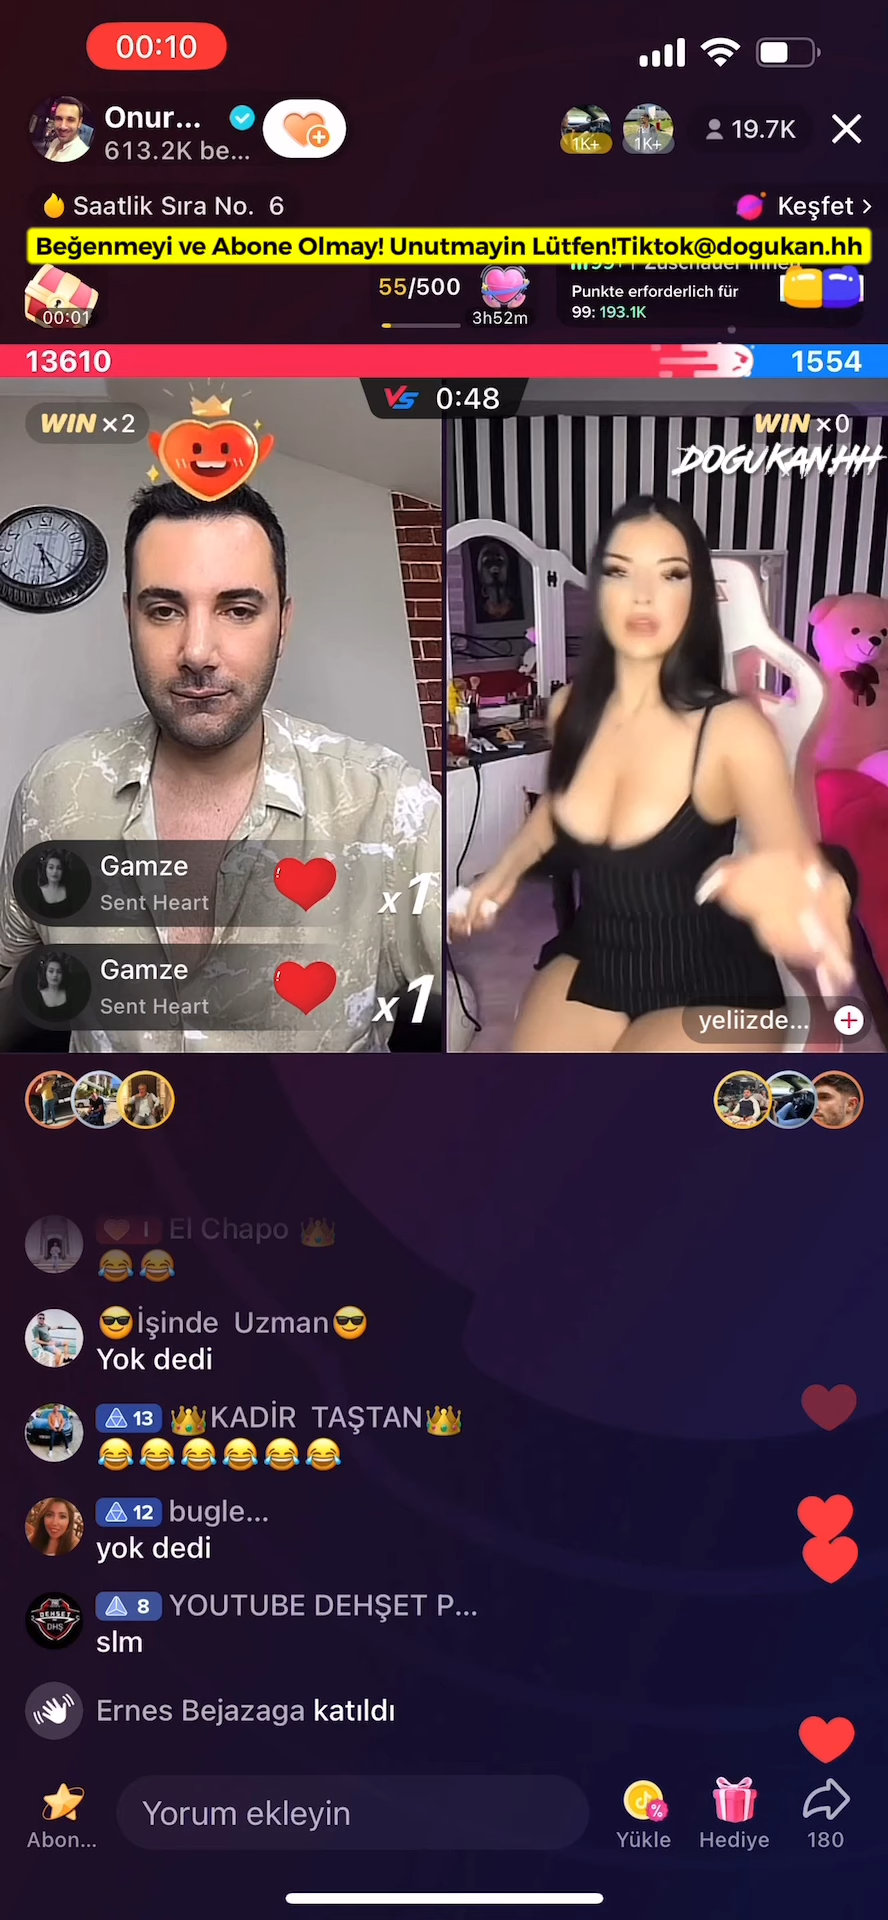 00:10
Onur...
613.2K be...
1K+
1K+
19.7K
Saatlik Sıra No. 6
Keşfet >
Beğenmeyi ve Abone Olmay! Unutmayin Lütfen!Tiktok@dogukan.hh
55/500
Punkte erforderlich für
99: 193.1K
00:01
3h52m
13610
1554
VS 0:48
WIN x2
WIN x0
DOGUKAN.HH
Gamze
Sent Heart
x1
Gamze
Sent Heart
x1
yeliizde...
I El Chapo 👑
😂😂
😎İşinde Uzman😎
Yok dedi
13 👑KADİR TAŞTAN👑
😂😂😂😂😂😂
12 bugle...
yok dedi
8 YOUTUBE DEHŞET P...
slm
Ernes Bejazaga katıldı
Yorum ekleyin
Abon...
Yükle
Hediye
180